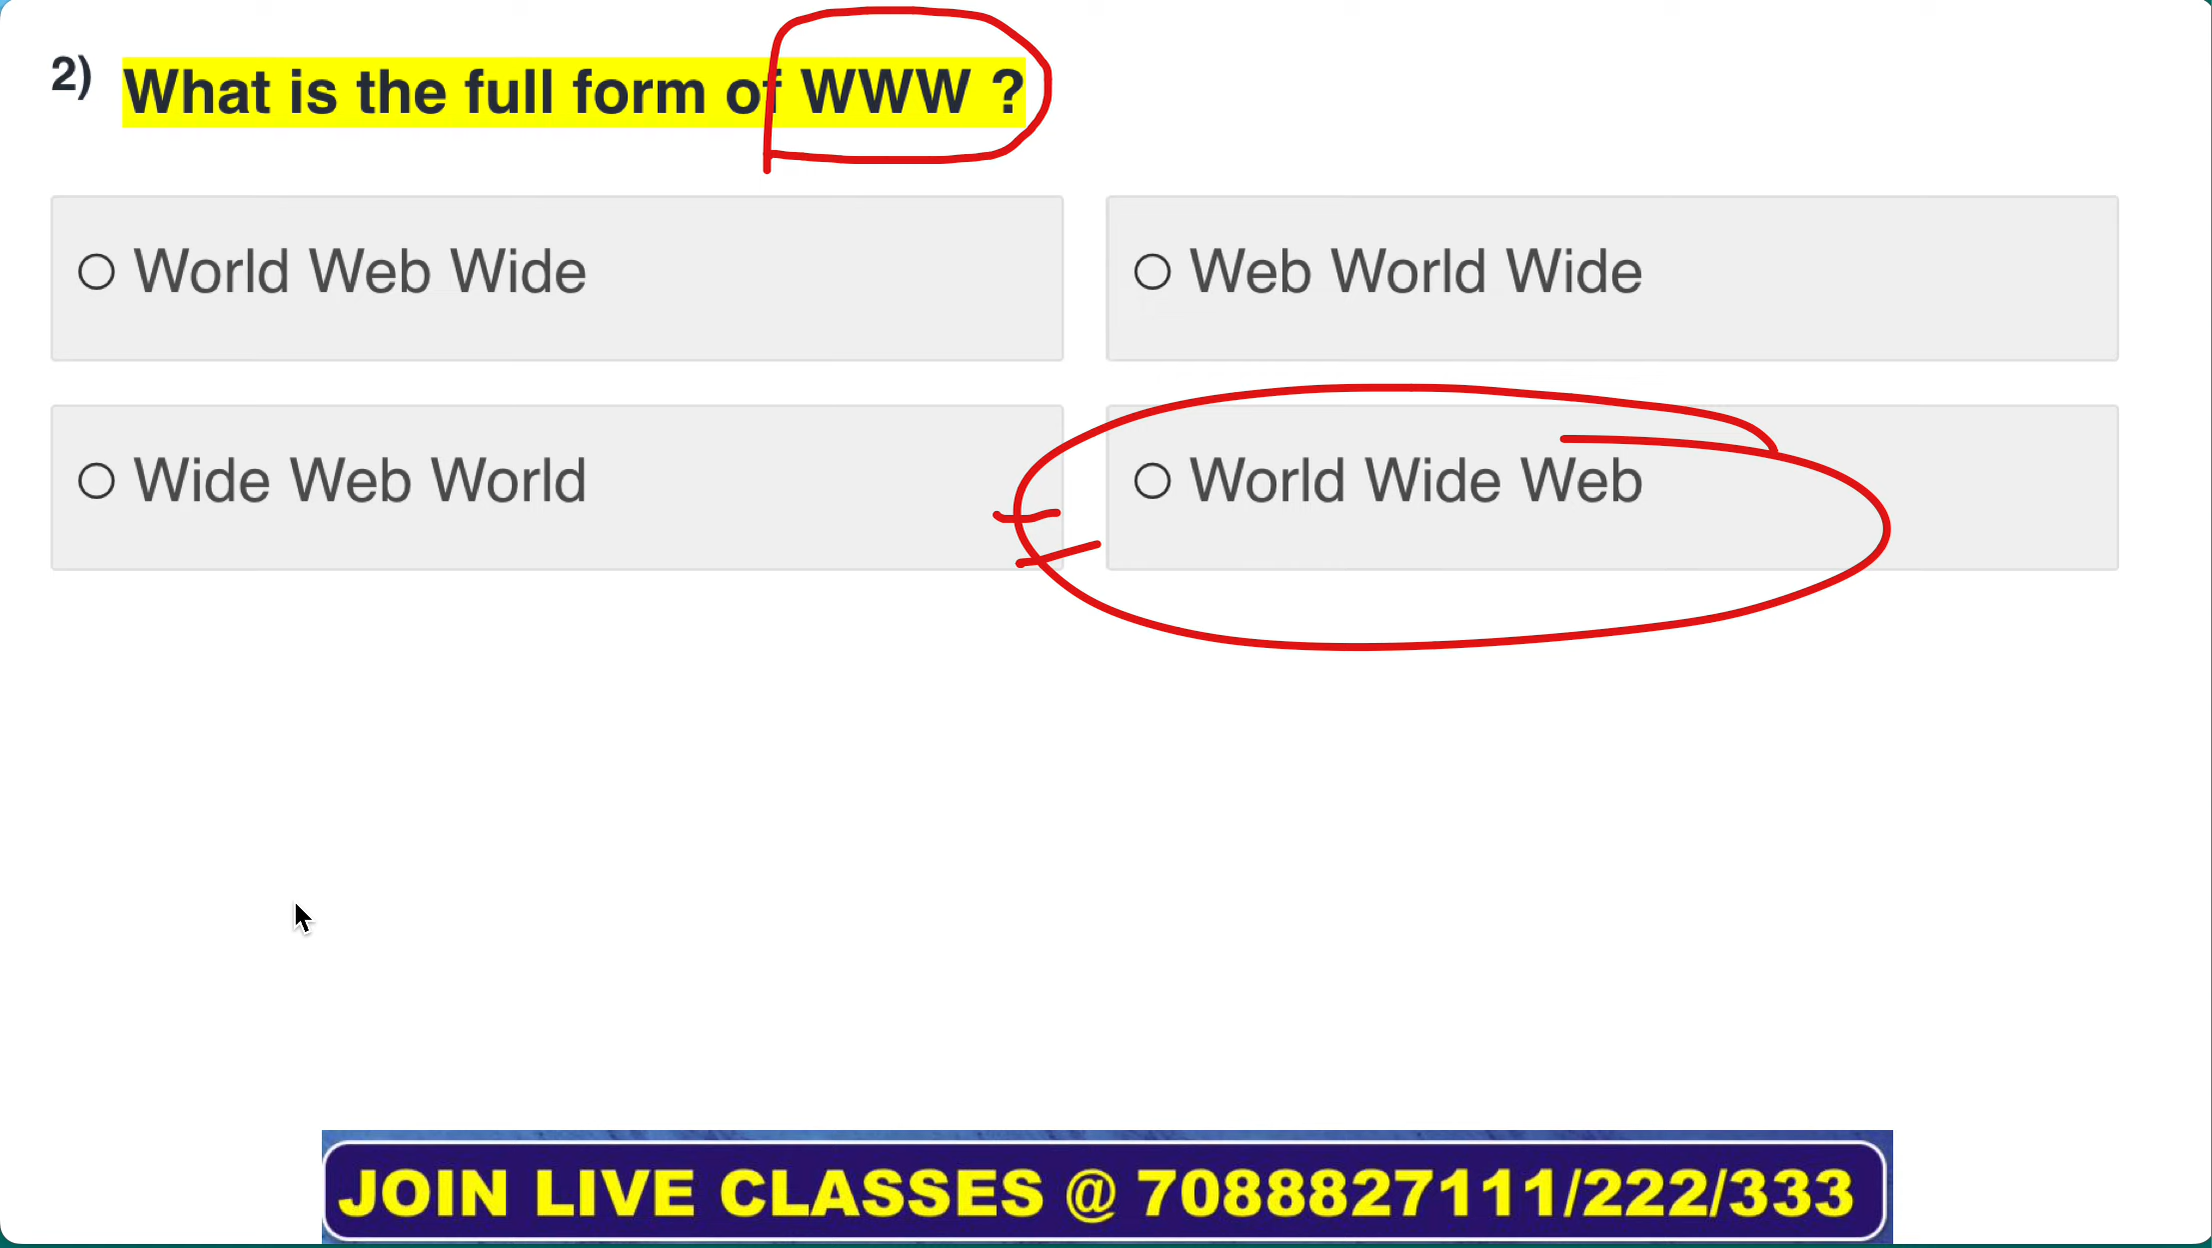 2) What is the full form of WWW ?
World Web Wide
Web World Wide
Wide Web World
World Wide Web
JOIN LIVE CLASSES @ 7088827111/222/333